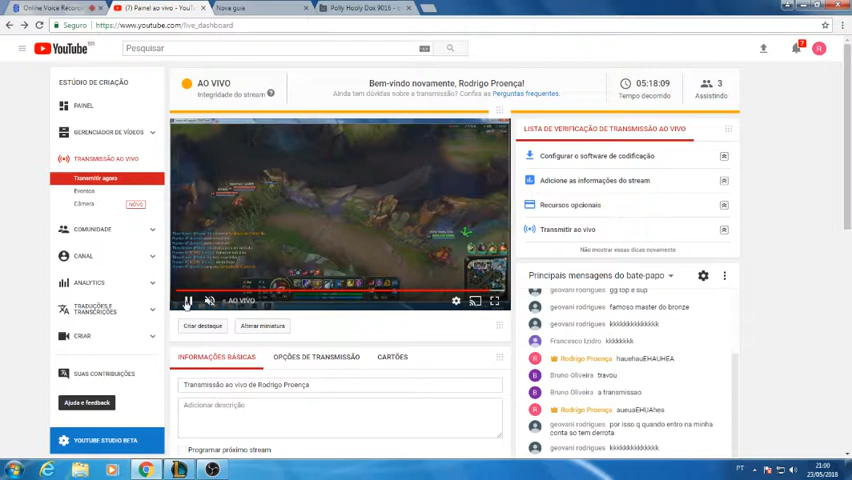 Online Voice Record
(7) Painel ao vivo - YouT
Nova guia
Polly Hooly Dox 9016 -
Seguro
https://www.youtube.com/live_dashboard
YouTube BR
Pesquisar
7
R
ESTÚDIO DE CRIAÇÃO
PAINEL
GERENCIADOR DE VÍDEOS
TRANSMISSÃO AO VIVO
Transmitir agora
Eventos
Câmera
NOVO
COMUNIDADE
CANAL
ANALYTICS
TRADUÇÕES E
TRANSCRIÇÕES
CRIAR
SUAS CONTRIBUIÇÕES
Ajuda e feedback
YOUTUBE STUDIO BETA
AO VIVO
Integridade do stream
Bem-vindo novamente, Rodrigo Proença!
Ainda tem dúvidas sobre a transmissão? Confira as Perguntas frequentes.
05:18:09
Tempo decorrido
3
Assistindo
AO VIVO
Criar destaque
Alterar miniatura
INFORMAÇÕES BÁSICAS
OPÇÕES DE TRANSMISSÃO
CARTÕES
Transmissão ao vivo de Rodrigo Proença
Adicionar descrição
Programar próximo stream
LISTA DE VERIFICAÇÃO DE TRANSMISSÃO AO VIVO
Configurar o software de codificação
Adicione as informações do stream
Recursos opcionais
Transmitir ao vivo
Não mostrar essas dicas novamente
Principais mensagens do bate-papo
geovani rodrigues gg top e sup
geovani rodrigues famoso master do bronze
geovani rodrigues kkkkkkkkkkkk
Francesco Izidro kkkkkk
R Rodrigo Proença hauehauEHAUHEA
B Bruno Oliveira travou
B Bruno Oliveira a transmissao
R Rodrigo Proença aueuaEHUAhea
geovani rodrigues por isso q quando entro na minha
conta so tem derrota
geovani rodrigues kkkkkkkkkkkk
PT
21:00
23/05/2018